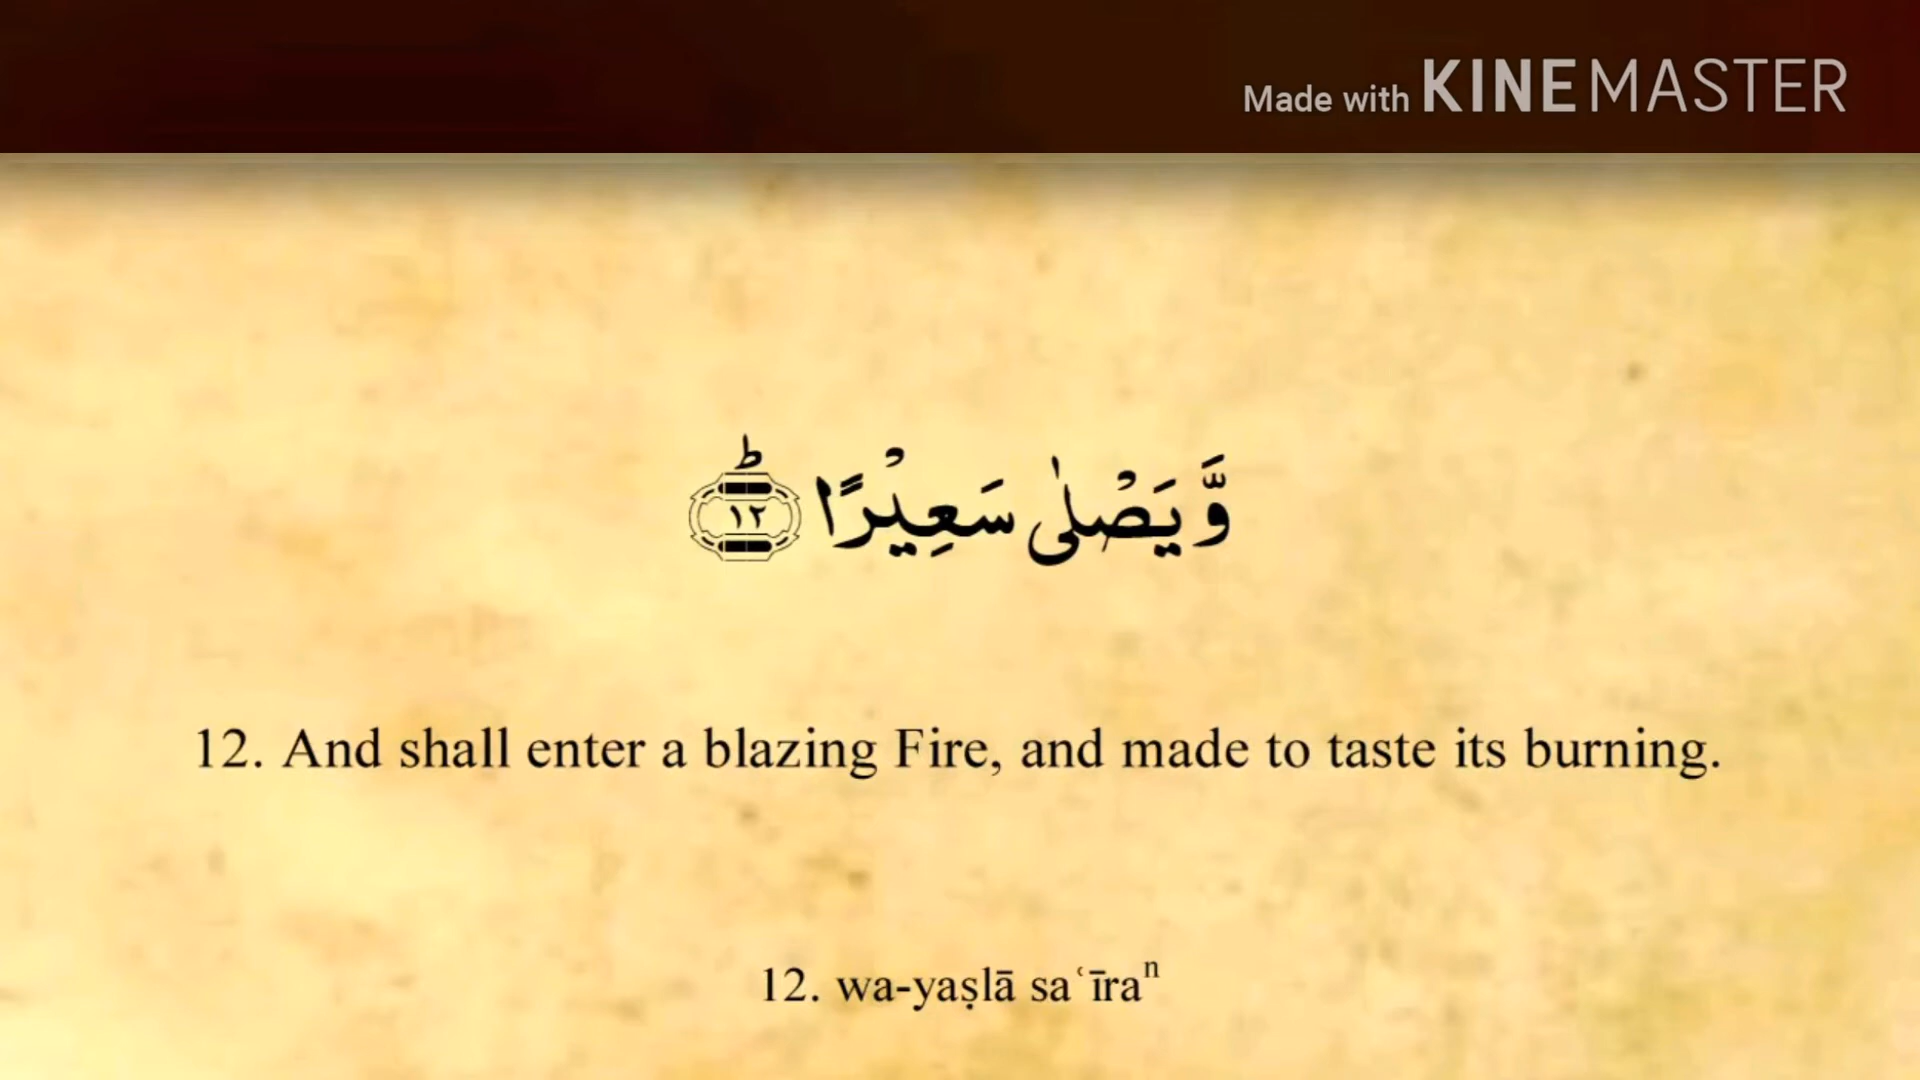 Made with KINEMASTER
وَّيَصْلٰى سَعِيْرًا ؕ ١٢
12. And shall enter a blazing Fire, and made to taste its burning.
12. wa-yaṣlā saʿīraⁿ